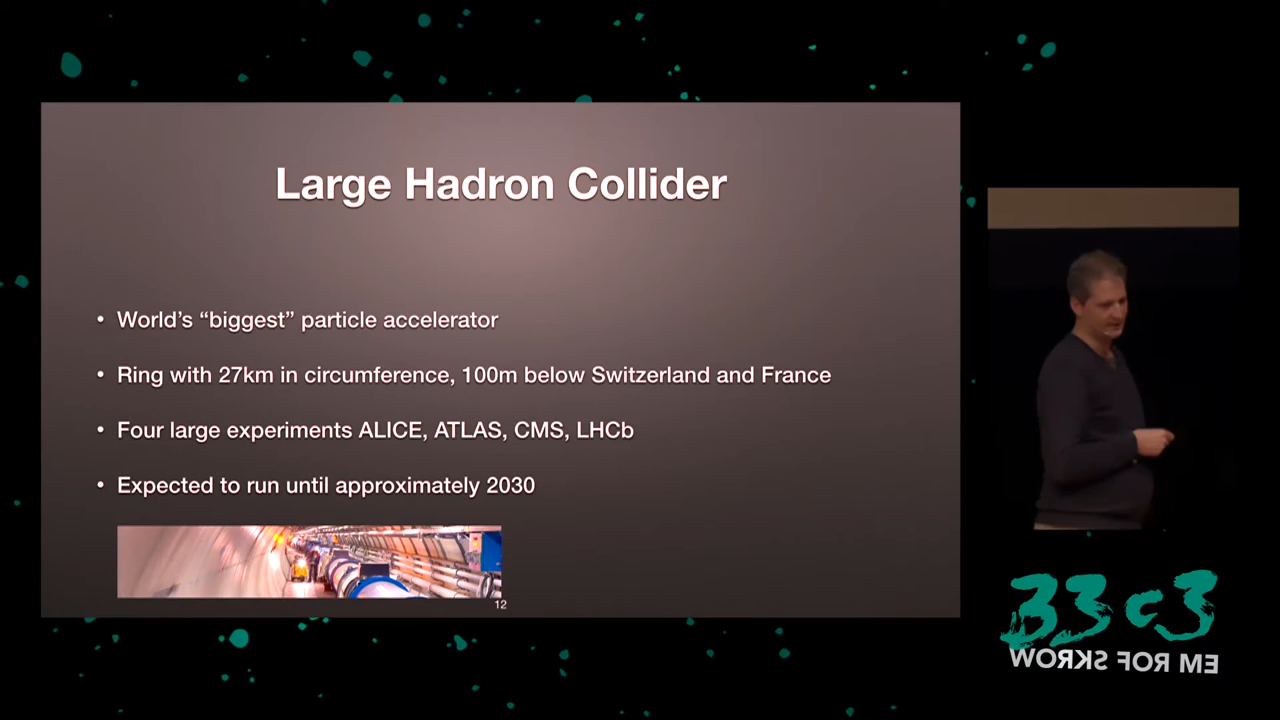 Large Hadron Collider
• World’s “biggest” particle accelerator
• Ring with 27km in circumference, 100m below Switzerland and France
• Four large experiments ALICE, ATLAS, CMS, LHCb
• Expected to run until approximately 2030
12
33c3
WORKS FOR ME